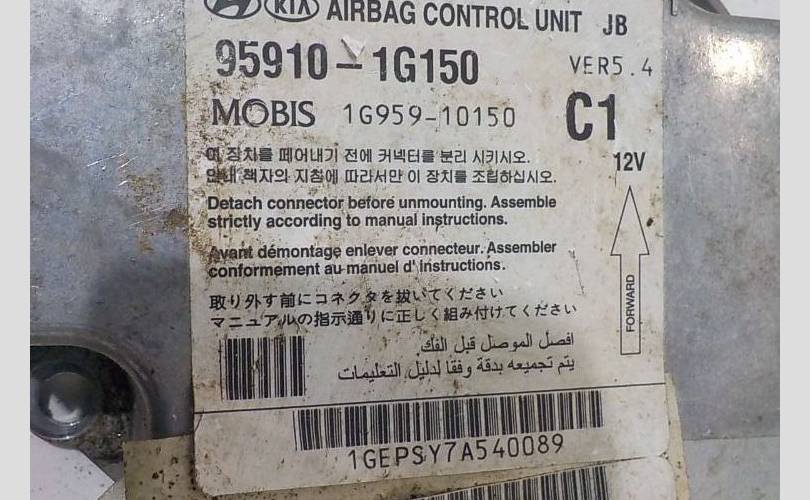 KIA AIRBAG CONTROL UNIT JB
95910-1G150 VER5.4
MOBIS 1G959-10150 C1
이 장치를 떼어내기 전에 커넥터를 분리 시키시오.
안내 책자의 지침에 따라서만 이 장치를 조립하십시오.
12V
Detach connector before unmounting. Assemble
strictly according to manual instructions.
Avant démontage enlever connecteur. Assembler
conformement au manuel d' instructions.
FORWARD
取り外す前にコネクタを抜いてください
マニュアルの指示通りに正しく組み付けてください
افصل الموصل قبل الفك.
يتم تجميعه بدقة وفقا لدليل التعليمات
1GEPSY7A540089